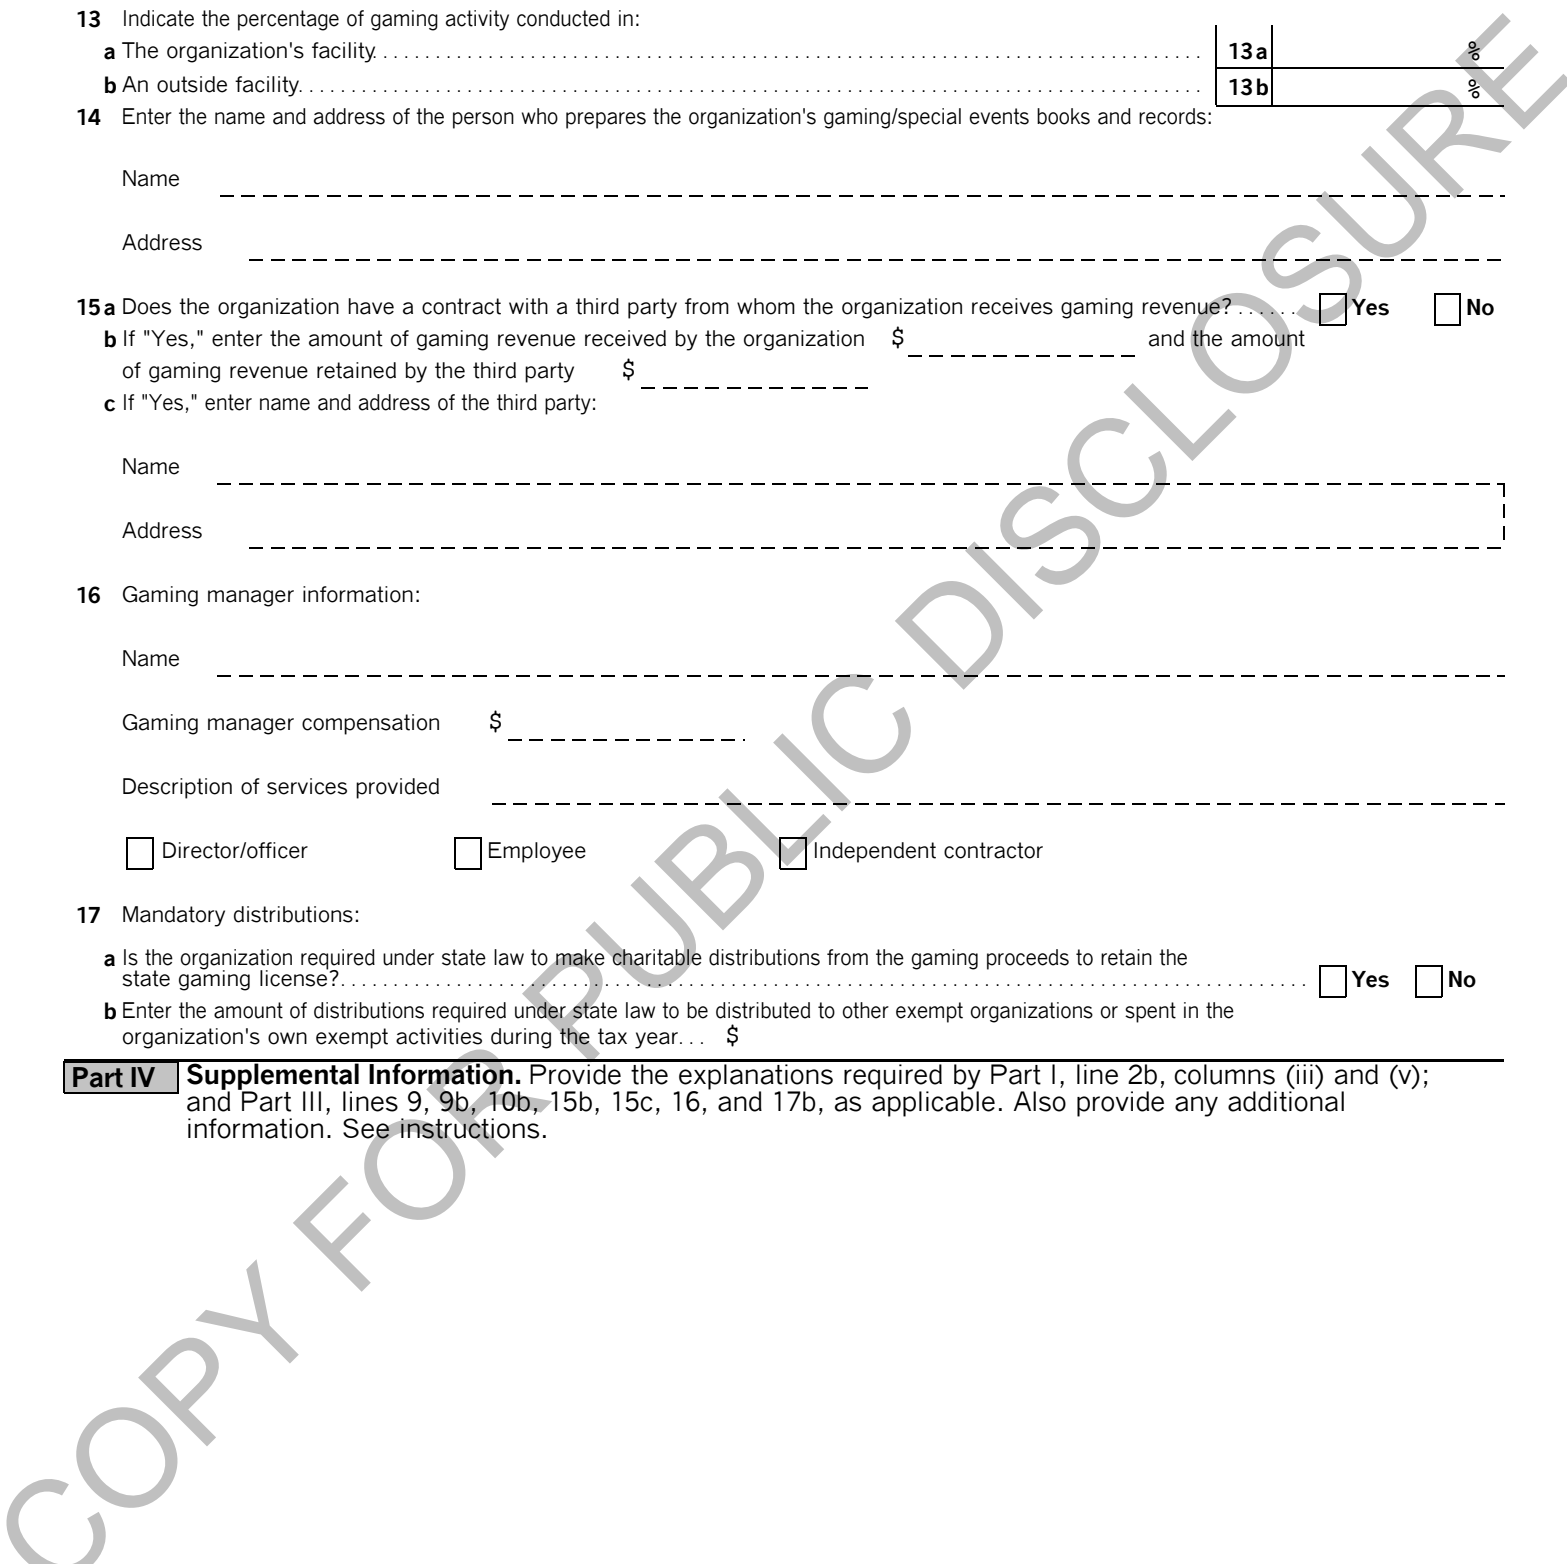 13 Indicate the percentage of gaming activity conducted in:
a The organization's facility 13a %
b An outside facility 13b %
14 Enter the name and address of the person who prepares the organization's gaming/special events books and records:
Name
Address
15a Does the organization have a contract with a third party from whom the organization receives gaming revenue? Yes No
b If "Yes," enter the amount of gaming revenue received by the organization $ and the amount
of gaming revenue retained by the third party $
c If "Yes," enter name and address of the third party:
Name
Address
16 Gaming manager information:
Name
Gaming manager compensation $
Description of services provided
Director/officer Employee Independent contractor
17 Mandatory distributions:
a Is the organization required under state law to make charitable distributions from the gaming proceeds to retain the
state gaming license? Yes No
b Enter the amount of distributions required under state law to be distributed to other exempt organizations or spent in the
organization's own exempt activities during the tax year... $
Part IV Supplemental Information. Provide the explanations required by Part I, line 2b, columns (iii) and (v);
and Part III, lines 9, 9b, 10b, 15b, 15c, 16, and 17b, as applicable. Also provide any additional
information. See instructions.
COPY FOR PUBLIC DISCLOSURE